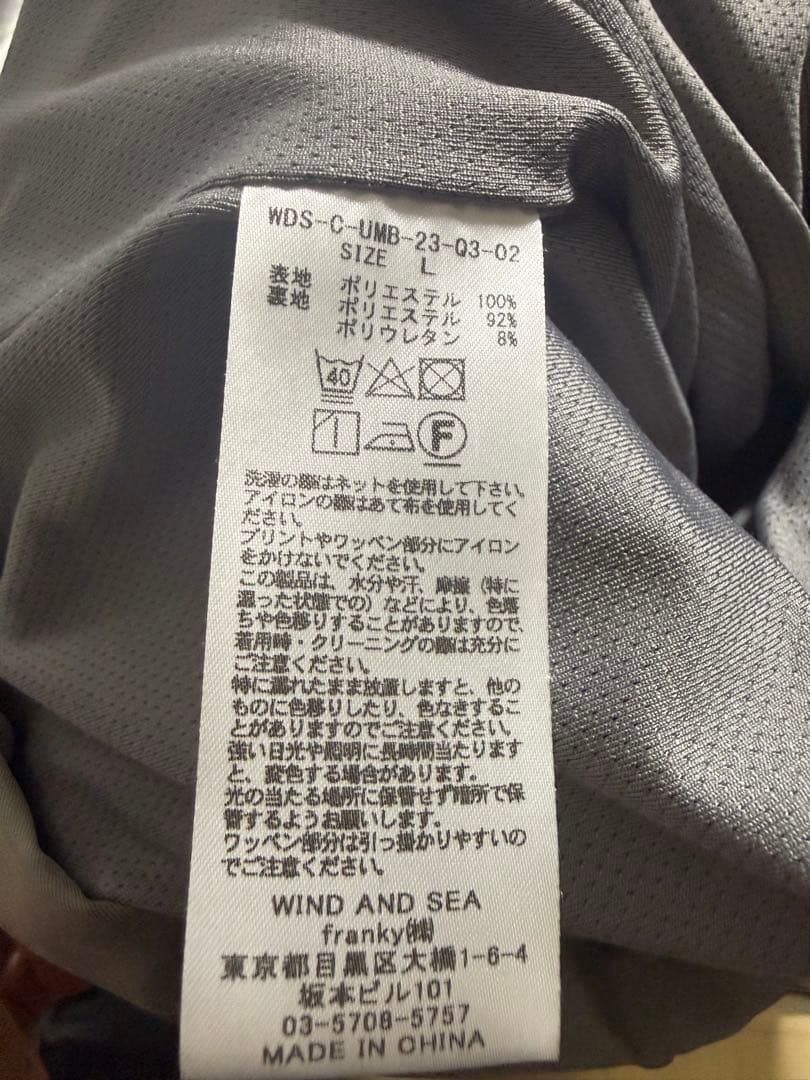 WDS-C-UMB-23-Q3-02
SIZE L
表地 ポリエステル 100%
裏地 ポリエステル 92%
ポリウレタン 8%
40
F
洗濯の際はネットを使用して下さい。
アイロンの際はあて布を使用してく
ださい。
プリントやワッペン部分にアイロン
をかけないでください。
この製品は、水分や汗、摩擦（特に
湿った状態での）などにより、色落
ちや色移りすることがありますので、
着用時・クリーニングの際は充分に
ご注意ください。
特に濡れたまま放置しますと、他の
ものに色移りしたり、色なきするこ
とがありますのでご注意ください。
強い日光や照明に長時間当たります
と、変色する場合があります。
光の当たる場所に保管せず暗所で保
管するようお願いします。
ワッペン部分は引っ掛かりやすいの
でご注意ください。
WIND AND SEA
franky㈱
東京都目黒区大橋1-6-4
坂本ビル101
03-5708-5757
MADE IN CHINA